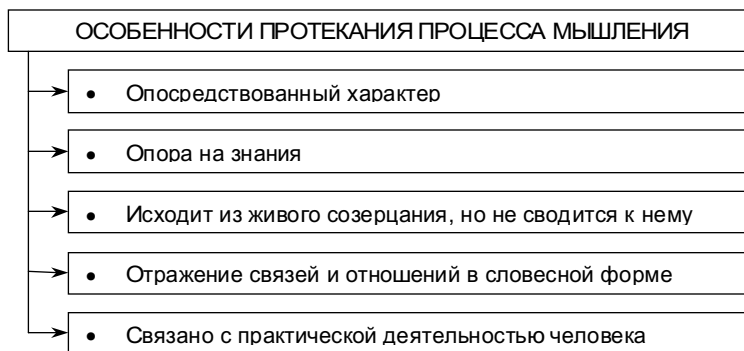 ОСОБЕННОСТИ ПРОТЕКАНИЯ ПРОЦЕССА МЫШЛЕНИЯ
• Опосредствованный характер
• Опора на знания
• Исходит из живого созерцания, но не сводится к нему
• Отражение связей и отношений в словесной форме
• Связано с практической деятельностью человека